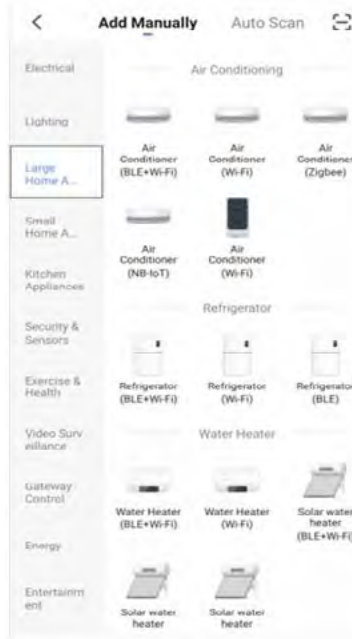 Add Manually Auto Scan
Electrical
Lighting
Large
Home A...
Small
Home A...
Kitchen
Appliances
Security &
Sensors
Exercise &
Health
Video Surv
eillance
Gateway
Control
Energy
Entertainm
ent
Air Conditioning
Air
Conditioner
(BLE+Wi-Fi)
Air
Conditioner
(Wi-Fi)
Air
Conditioner
(Zigbee)
Air
Conditioner
(NB-IoT)
Air
Conditioner
(Wi-Fi)
Refrigerator
Refrigerator
(BLE+Wi-Fi)
Refrigerator
(Wi-Fi)
Refrigerator
(BLE)
Water Heater
Water Heater
(BLE+Wi-Fi)
Water Heater
(Wi-Fi)
Solar water
heater
(BLE+Wi-Fi)
Solar water
heater
Solar water
heater